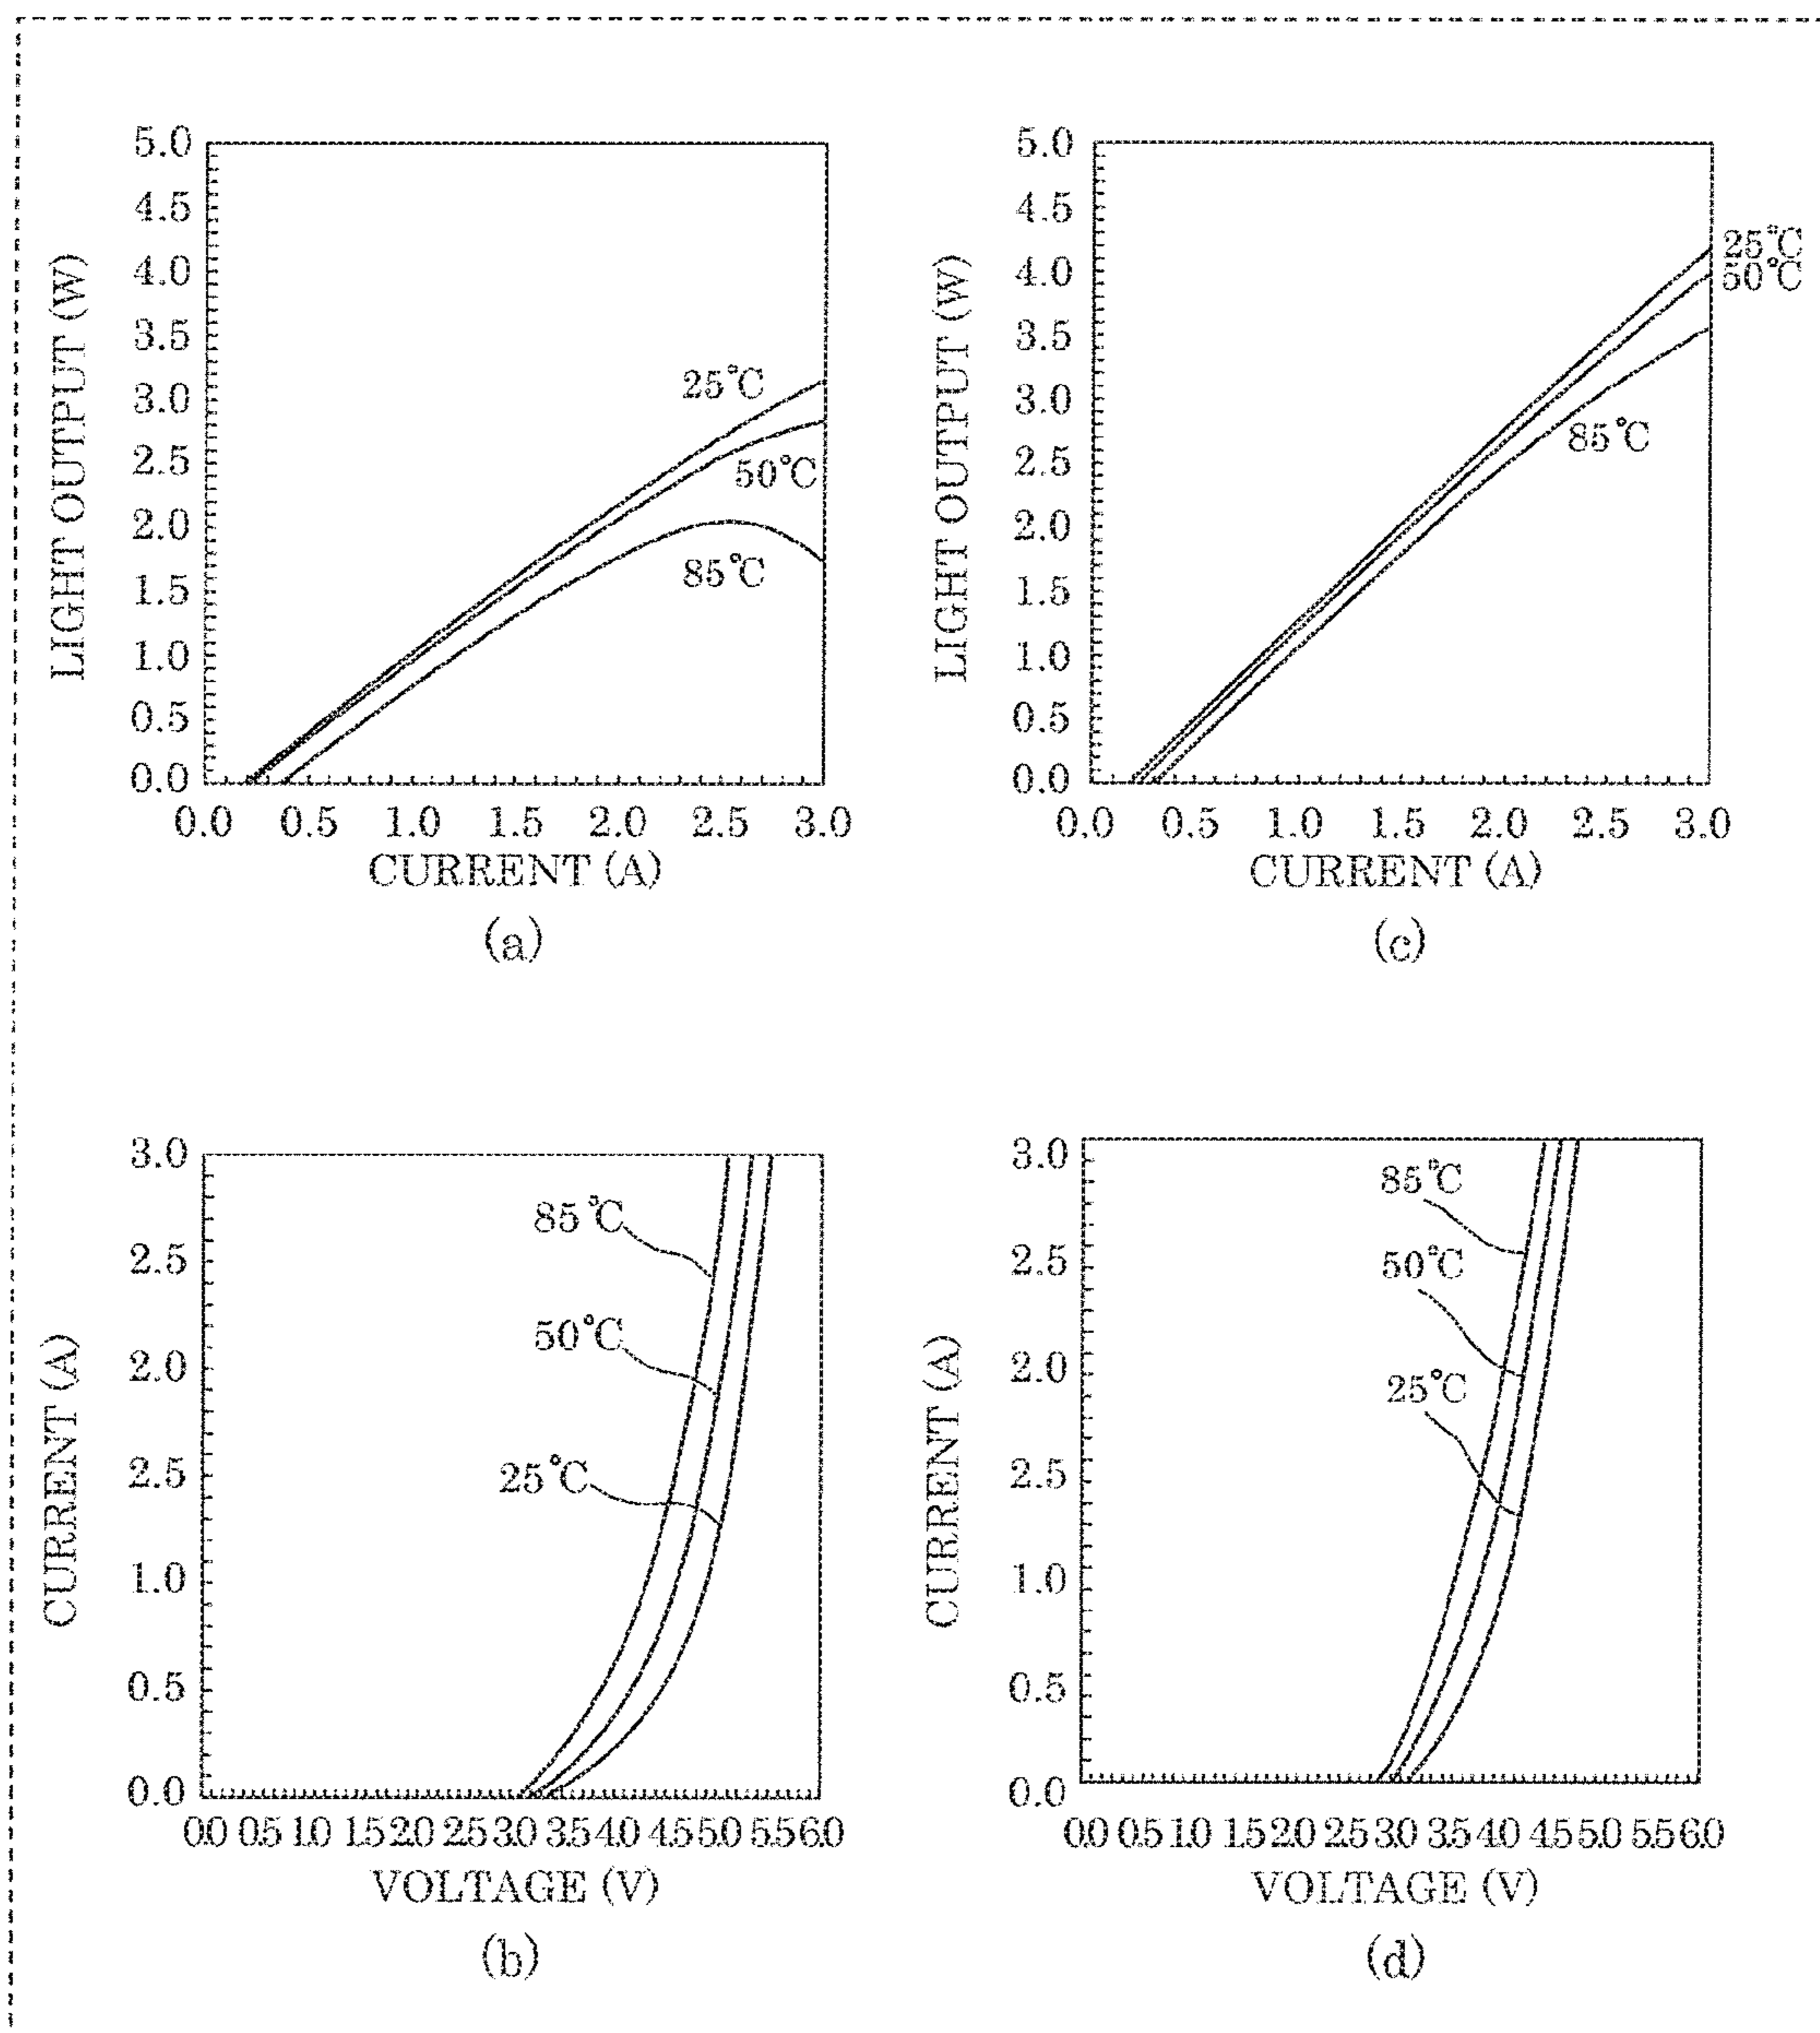 5.0
4.5
4.0
3.5
3.0
2.5
2.0
1.5
1.0
0.5
0.0
LIGHT OUTPUT (W)
25°C
50°C
85°C
0.0 0.5 1.0 1.5 2.0 2.5 3.0
CURRENT (A)
(a)
5.0
4.5
4.0
3.5
3.0
2.5
2.0
1.5
1.0
0.5
0.0
LIGHT OUTPUT (W)
25°C
50°C
85°C
0.0 0.5 1.0 1.5 2.0 2.5 3.0
CURRENT (A)
(c)
3.0
2.5
2.0
2.5
1.0
0.5
0.0
CURRENT (A)
85°C
50°C
25°C
0.0 0.5 1.0 1.5 2.0 2.5 3.0 3.5 4.0 4.5 5.0 5.5 6.0
VOLTAGE (V)
(b)
3.0
2.5
2.0
2.5
1.0
0.5
0.0
CURRENT (A)
85°C
50°C
25°C
0.0 0.5 1.0 1.5 2.0 2.5 3.0 3.5 4.0 4.5 5.0 5.5 6.0
VOLTAGE (V)
(d)